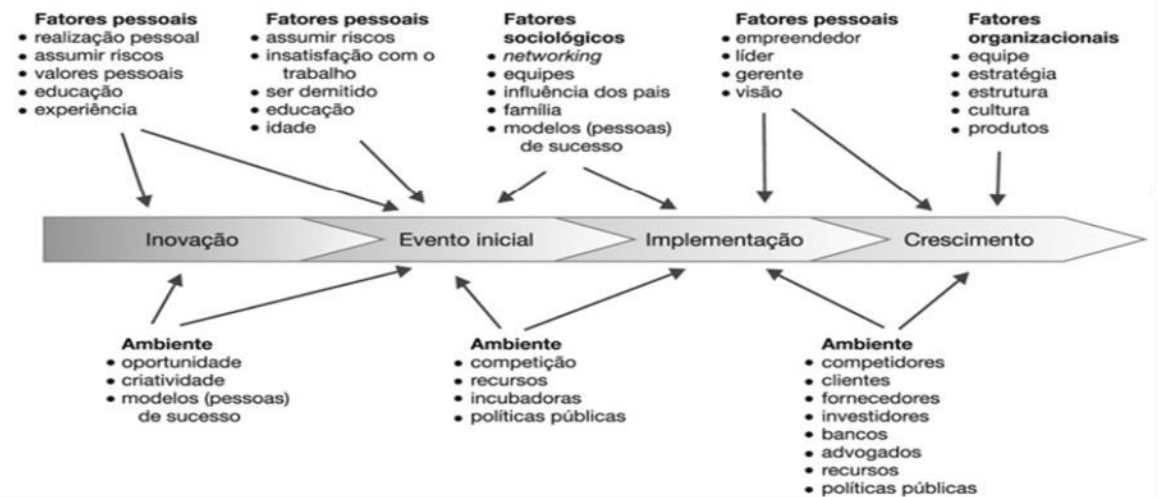 Fatores pessoais
• realização pessoal
• assumir riscos
• valores pessoais
• educação
• experiência
Fatores pessoais
• assumir riscos
• insatisfação com o
trabalho
• ser demitido
• educação
• idade
Fatores
sociológicos
• networking
• equipes
• influência dos pais
• família
• modelos (pessoas)
de sucesso
Fatores pessoais
• empreendedor
• líder
• gerente
• visão
Fatores
organizacionais
• equipe
• estratégia
• estrutura
• cultura
• produtos
Inovação
Evento inicial
Implementação
Crescimento
Ambiente
• oportunidade
• criatividade
• modelos (pessoas)
de sucesso
Ambiente
• competição
• recursos
• incubadoras
• políticas públicas
Ambiente
• competidores
• clientes
• fornecedores
• investidores
• bancos
• advogados
• recursos
• políticas públicas